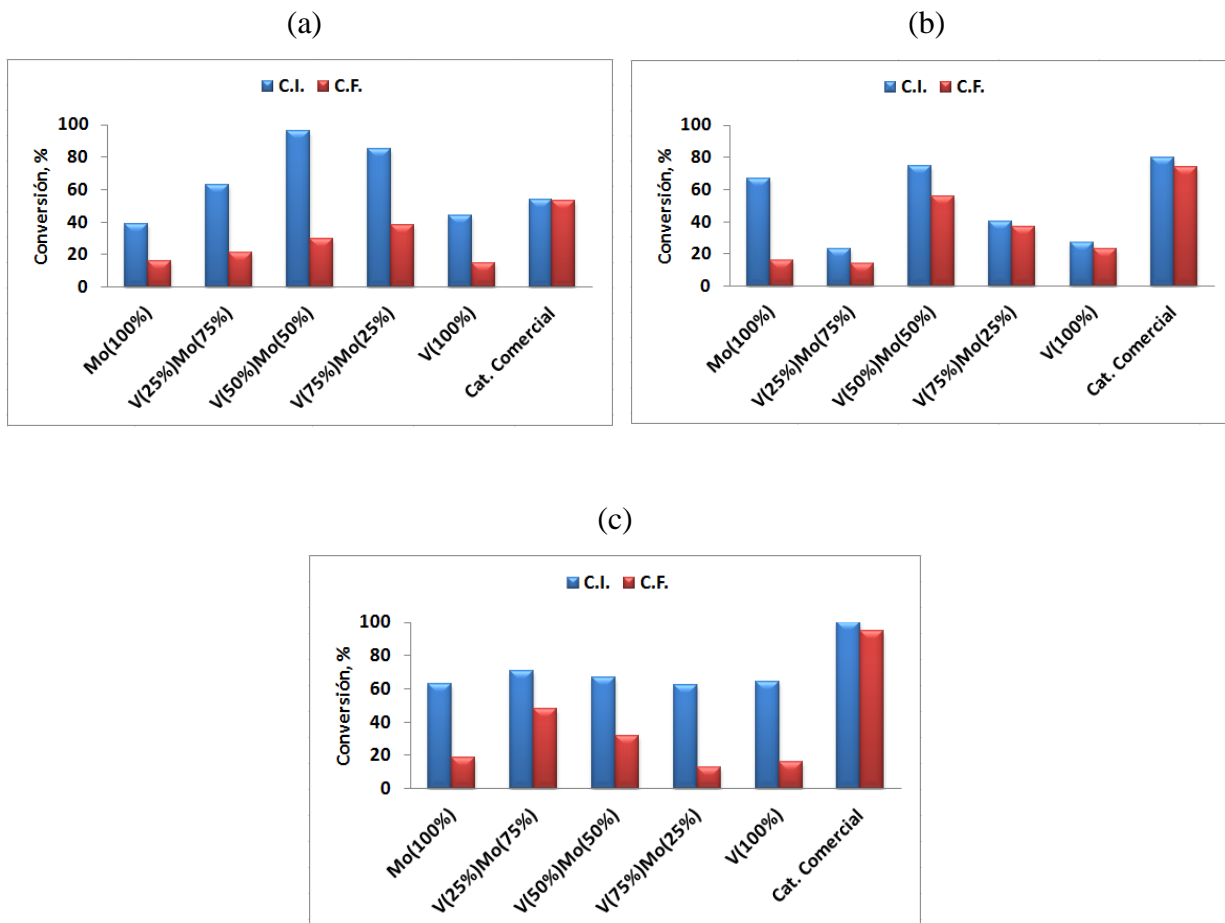 (a)
C.I. C.F.
Conversión, %
100
80
60
40
20
0
Mo(100%)
V(25%)Mo(75%)
V(50%)Mo(50%)
V(75%)Mo(25%)
V(100%)
Cat. Comercial
(b)
C.I. C.F.
Conversión, %
100
80
60
40
20
0
Mo(100%)
V(25%)Mo(75%
V(50%)Mo(50%)
V(75%)Mo(25%)
V(100%)
Cat. Comercial
(c)
C.I. C.F.
Conversión, %
100
80
60
40
20
0
Mo(100%)
V(25%)Mo(75%)
V(50%)Mo(50%)
V(75%)Mo(25%)
V(100%)
Cat. Comercial